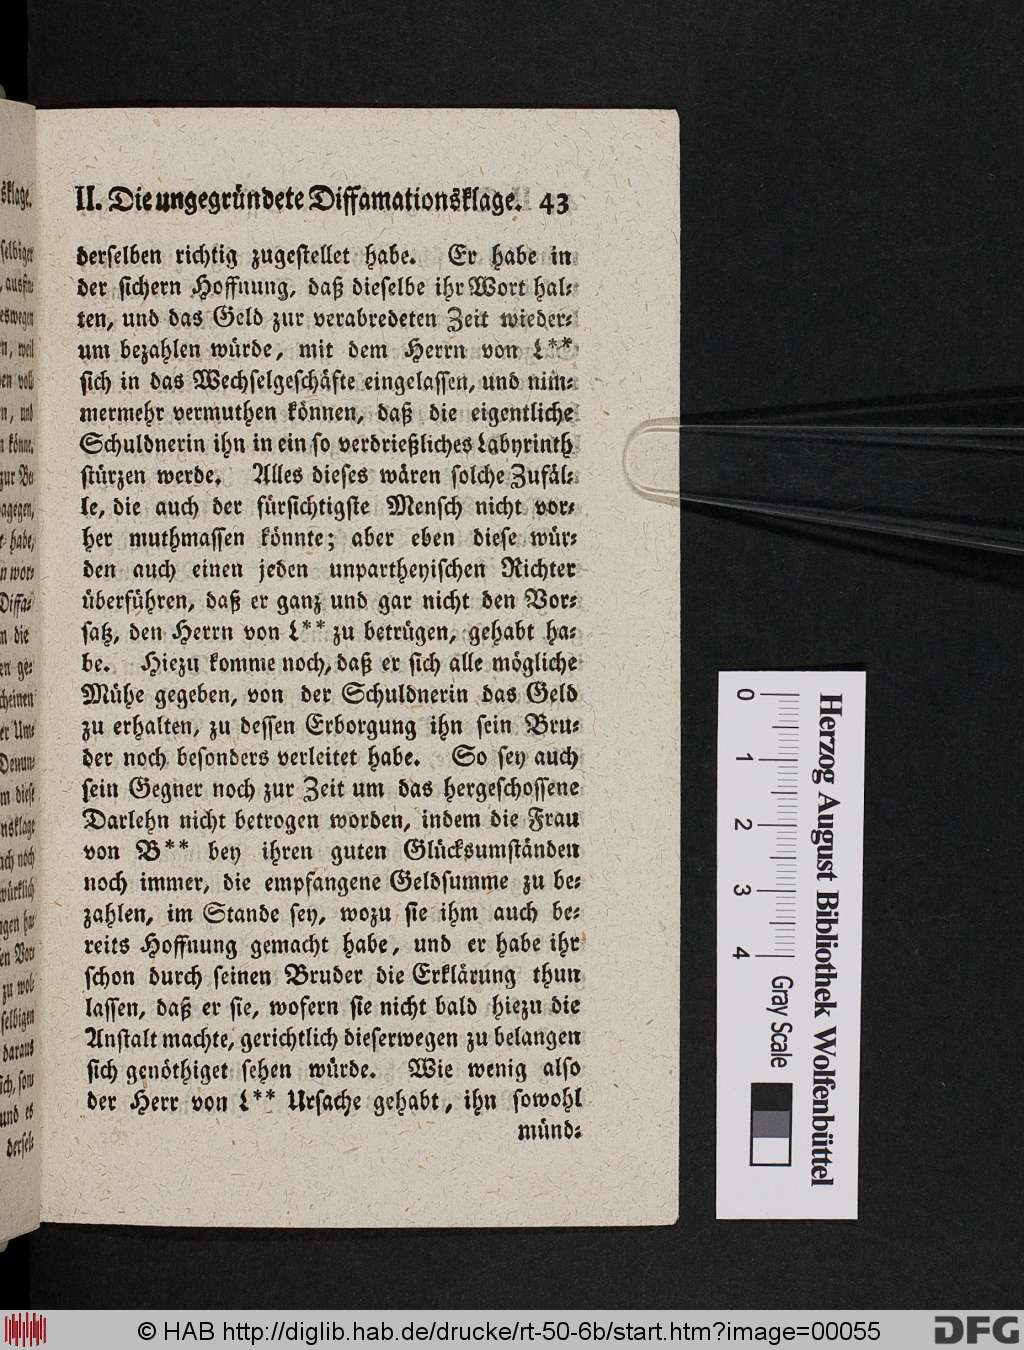 II. Die ungegründete Diffamationsklage. 43
derselben richtig zugestellet habe. Er habe in
der sichern Hoffnung, daß dieselbe ihr Wort hal-
ten, und das Geld zur verabredeten Zeit wieder-
um bezahlen würde, mit dem Herrn von L**
sich in das Wechselgeschäfte eingelassen, und nim-
mermehr vermuthen können, daß die eigentliche
Schuldnerin ihn in ein so verdrießliches Labyrinth
stürzen werde. Alles dieses wären solche Zufäl-
le, die auch der fürsichtigste Mensch nicht vor-
her muthmassen könnte; aber eben diese wür-
den auch einen jeden unpartheyischen Richter
überführen, daß er ganz und gar nicht den Vor-
satz, den Herrn von L** zu betrügen, gehabt ha-
be. Hiezu komme noch, daß er sich alle mögliche
Mühe gegeben, von der Schuldnerin das Geld
zu erhalten, zu dessen Erborgung ihn sein Bru-
der noch besonders verleitet habe. So sey auch
sein Gegner noch zur Zeit um das hergeschossene
Darlehn nicht betrogen worden, indem die Frau
von B** bey ihren guten Glücksumständen
noch immer, die empfangene Geldsumme zu be-
zahlen, im Stande sey, wozu sie ihm auch be-
reits Hoffnung gemacht habe, und er habe ihr
schon durch seinen Bruder die Erklärung thun
lassen, daß er sie, wofern sie nicht bald hiezu die
Anstalt machte, gerichtlich dieserwegen zu belangen
sich genöthiget sehen würde. Wie wenig also
der Herr von L** Ursache gehabt, ihn sowohl
münd-
Herzog August Bibliothek Wolfenbüttel
0 1 2 3 4 Gray Scale
© HAB http://diglib.hab.de/drucke/rt-50-6b/start.htm?image=00055
DFG